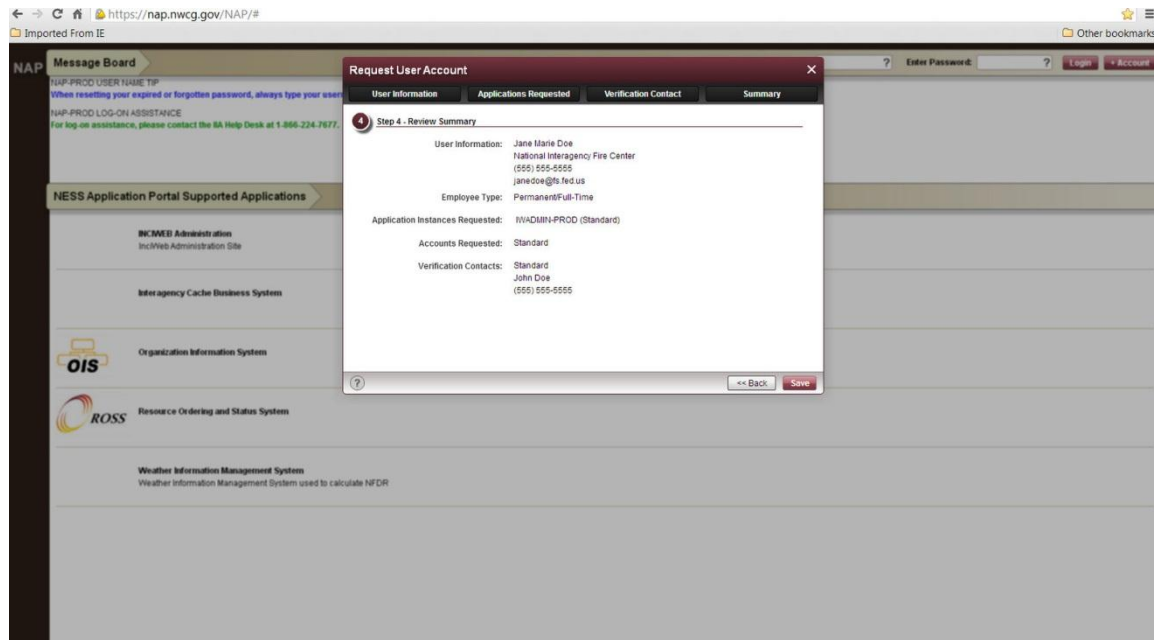 https://nap.nwcg.gov/NAP/#
Imported From IE
Other bookmarks
NAP
Message Board
? Enter Password: ? Login + Account
NAP-PROD USER NAME TIP
When resetting your expired or forgotten password, always type your
NAP-PROD LOG-ON ASSISTANCE
For log-on assistance, please contact the IIA Help Desk at 1-866-224-7677.
Request User Account X
User Information Applications Requested Verification Contact Summary
4 Step 4 - Review Summary
User Information: Jane Marie Doe
National Interagency Fire Center
(555) 555-5555
janedoe@fs.fed.us
Employee Type: Permanent/Full-Time
Application Instances Requested: IWADMIN-PROD (Standard)
Accounts Requested: Standard
Verification Contacts: Standard
John Doe
(555) 555-5555
? << Back Save
NESS Application Portal Supported Applications
INCIWEB Administration
InciWeb Administration Site
Interagency Cache Business System
OIS
Organization Information System
ROSS
Resource Ordering and Status System
Weather Information Management System
Weather Information Management System used to calculate NFDR